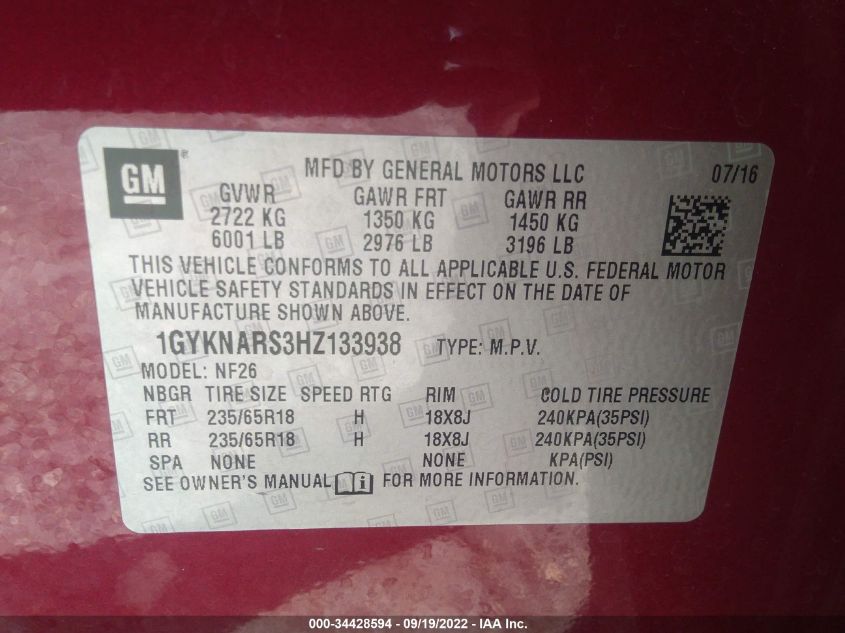 GM ®
MFD BY GENERAL MOTORS LLC 07/16
GVWR GAWR FRT GAWR RR
2722 KG 1350 KG 1450 KG
6001 LB 2976 LB 3196 LB
THIS VEHICLE CONFORMS TO ALL APPLICABLE U.S. FEDERAL MOTOR
VEHICLE SAFETY STANDARDS IN EFFECT ON THE DATE OF
MANUFACTURE SHOWN ABOVE.
1GYKNARS3HZ133938 TYPE: M.P.V.
MODEL: NF26
NBGR TIRE SIZE SPEED RTG RIM COLD TIRE PRESSURE
FRT 235/65R18 H 18X8J 240KPA(35PSI)
RR 235/65R18 H 18X8J 240KPA(35PSI)
SPA NONE NONE KPA(PSI)
SEE OWNER'S MANUAL FOR MORE INFORMATION.
000-34428594 - 09/19/2022 - IAA Inc.